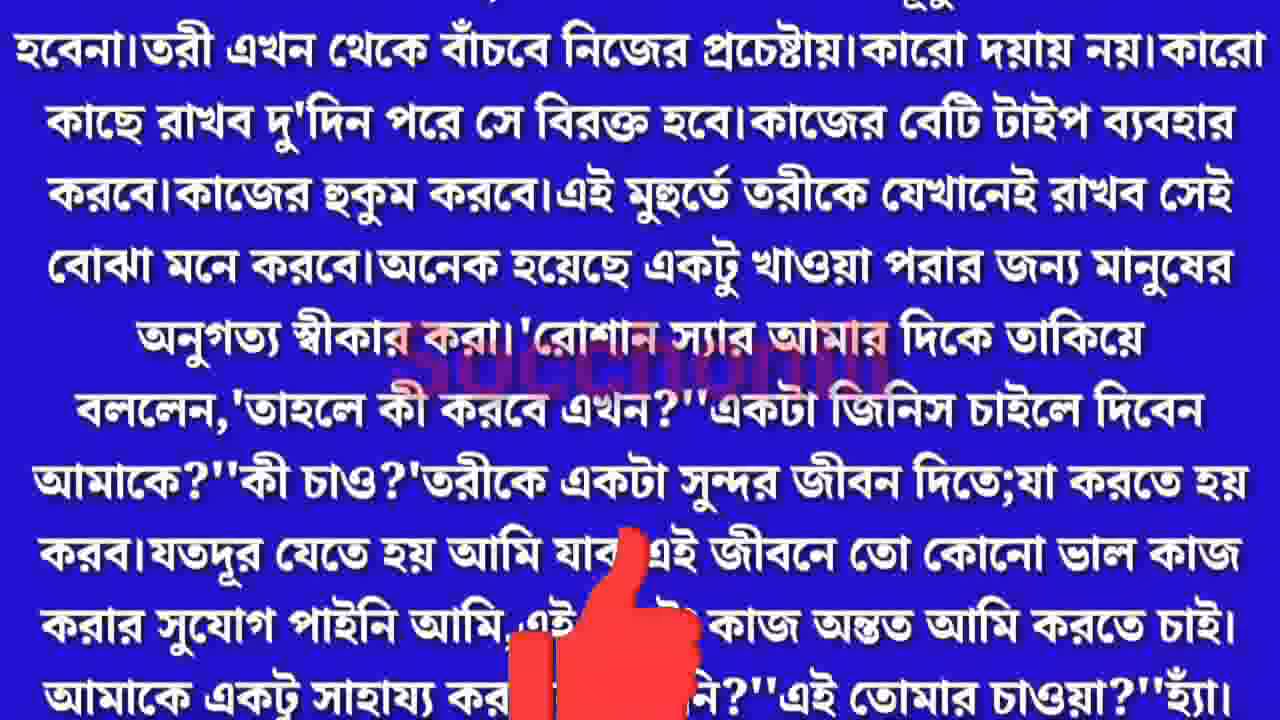 হবেনা।তরী এখন থেকে বাঁচবে নিজের প্রচেষ্টায়।কারো দয়ায় নয়।কারো
কাছে রাখব দু'দিন পরে সে বিরক্ত হবে।কাজের বেটি টাইপ ব্যবহার
করবে।কাজের হুকুম করবে।এই মুহুর্তে তরীকে যেখানেই রাখব সেই
বোঝা মনে করবে।অনেক হয়েছে একটু খাওয়া পরার জন্য মানুষের
অনুগত্য স্বীকার করা।'রোশান স্যার আমার দিকে তাকিয়ে
Socchonill
বললেন,'তাহলে কী করবে এখন?''একটা জিনিস চাইলে দিবেন
আমাকে?''কী চাও?'তরীকে একটা সুন্দর জীবন দিতে;যা করতে হয়
করব।যতদূর যেতে হয় আমি যাব এই জীবনে তো কোনো ভাল কাজ
করার সুযোগ পাইনি আমি,এই কাজ অন্তত আমি করতে চাই।
আমাকে একটু সাহায্য কর নি?''এই তোমার চাওয়া?''হ্যাঁ।